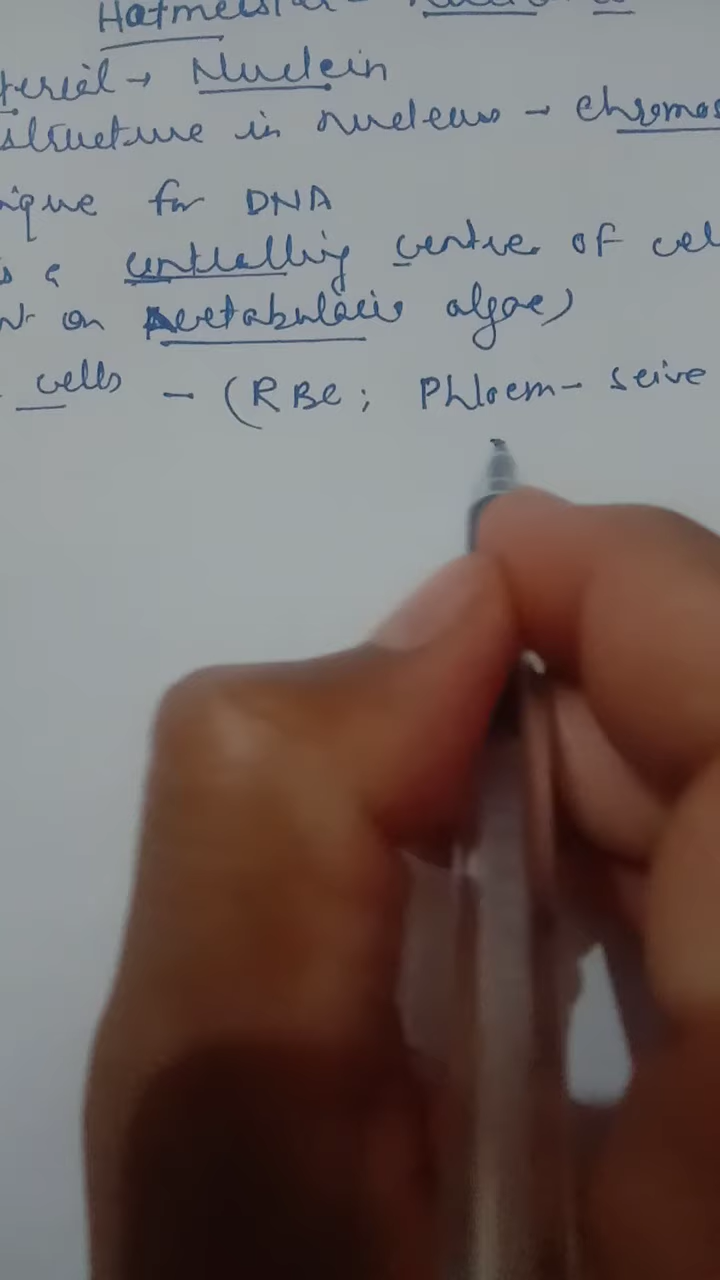 terial → Nuclein
structure in nucleus → chromos
ique for DNA
s a controlling centre of cel
nt on Acetabularia algae)
cells - (RBC; Phloem- seive